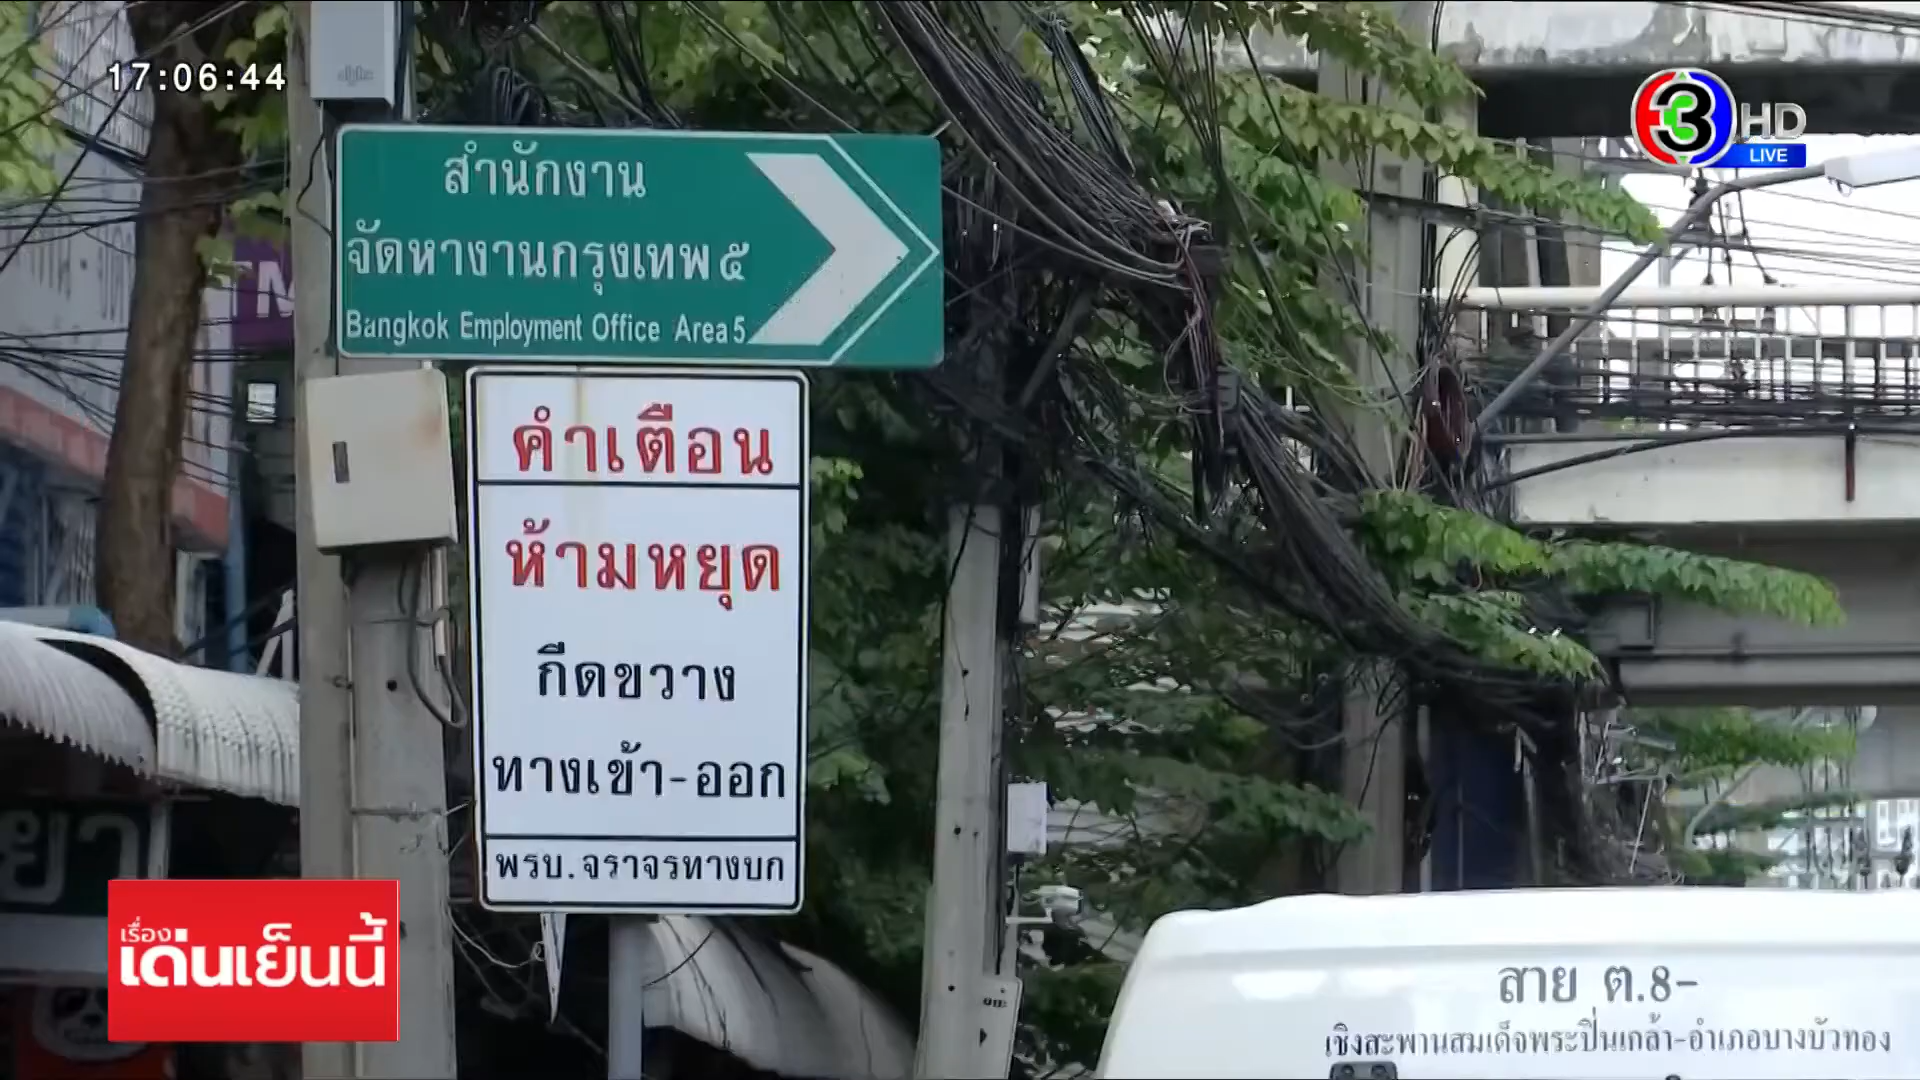 17:06:44
3 HD
LIVE
สำนักงาน
จัดหางานกรุงเทพ ๕
Bangkok Employment Office Area 5
TM
คำเตือน
ห้ามหยุด
กีดขวาง
ทางเข้า-ออก
พรบ.จราจรทางบก
ยา
เรื่อง
เด่นเย็นนี้
สาย ต.8-
เชิงสะพานสมเด็จพระปิ่นเกล้า-อำเภอบางบัวทอง